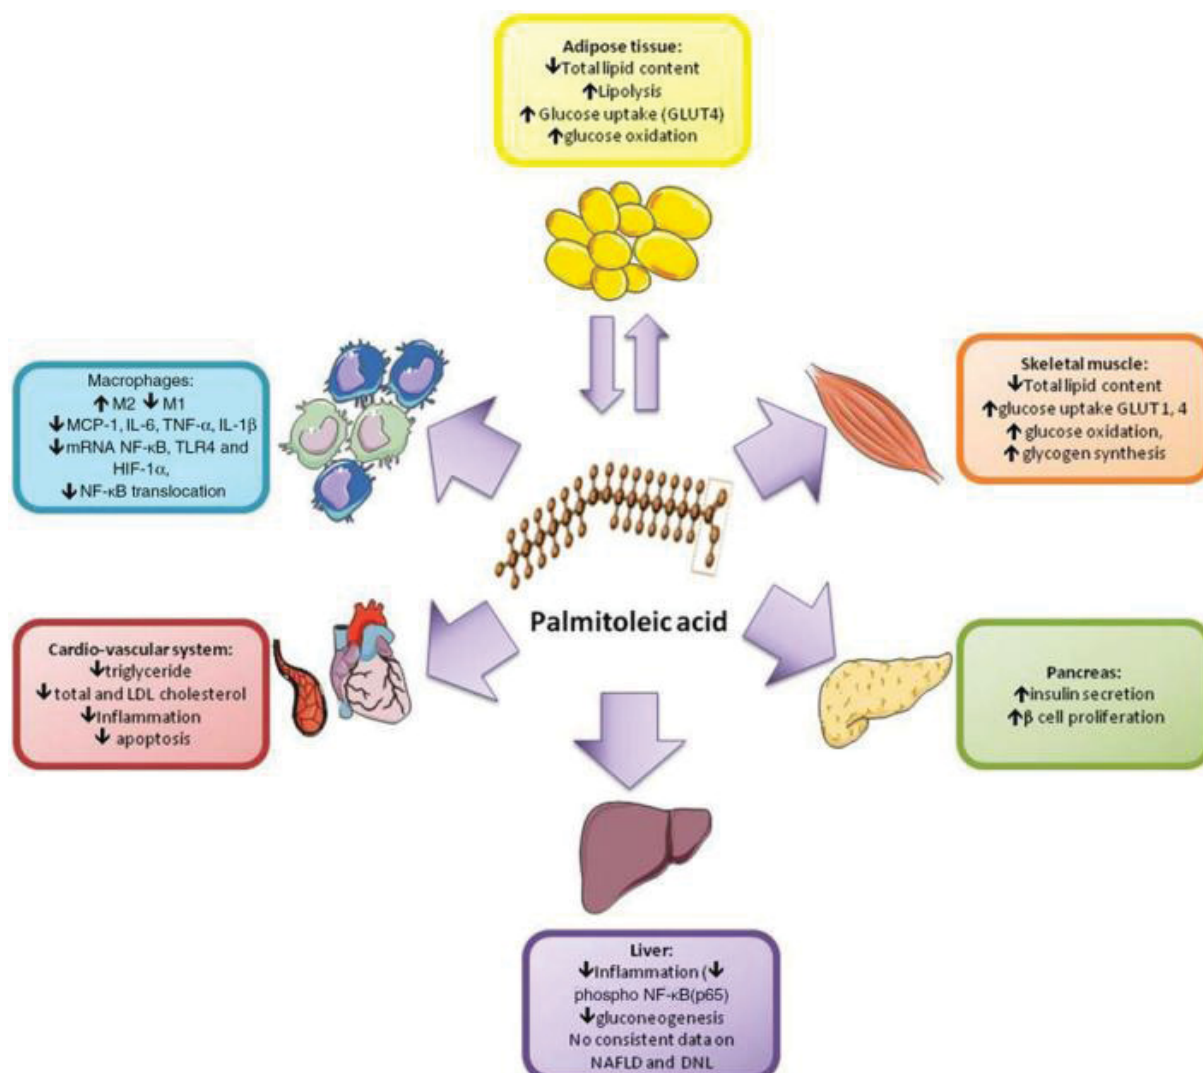 Adipose tissue:
↓Total lipid content
↑Lipolysis
↑ Glucose uptake (GLUT4)
↑glucose oxidation
Macrophages:
↑ M2 ↓ M1
↓MCP-1, IL-6, TNF-α, IL-1β
↓mRNA NF-κB, TLR4 and
HIF-1α,
↓ NF-κB translocation
Skeletal muscle:
↓Total lipid content
↑glucose uptake GLUT1, 4
↑ glucose oxidation,
↑ glycogen synthesis
Palmitoleic acid
Cardio-vascular system:
↓triglyceride
↓total and LDL cholesterol
↓Inflammation
↓ apoptosis
Pancreas:
↑insulin secretion
↑β cell proliferation
Liver:
↓Inflammation (↓
phospho NF-κB(p65)
↓gluconeogenesis
No consistent data on
NAFLD and DNL